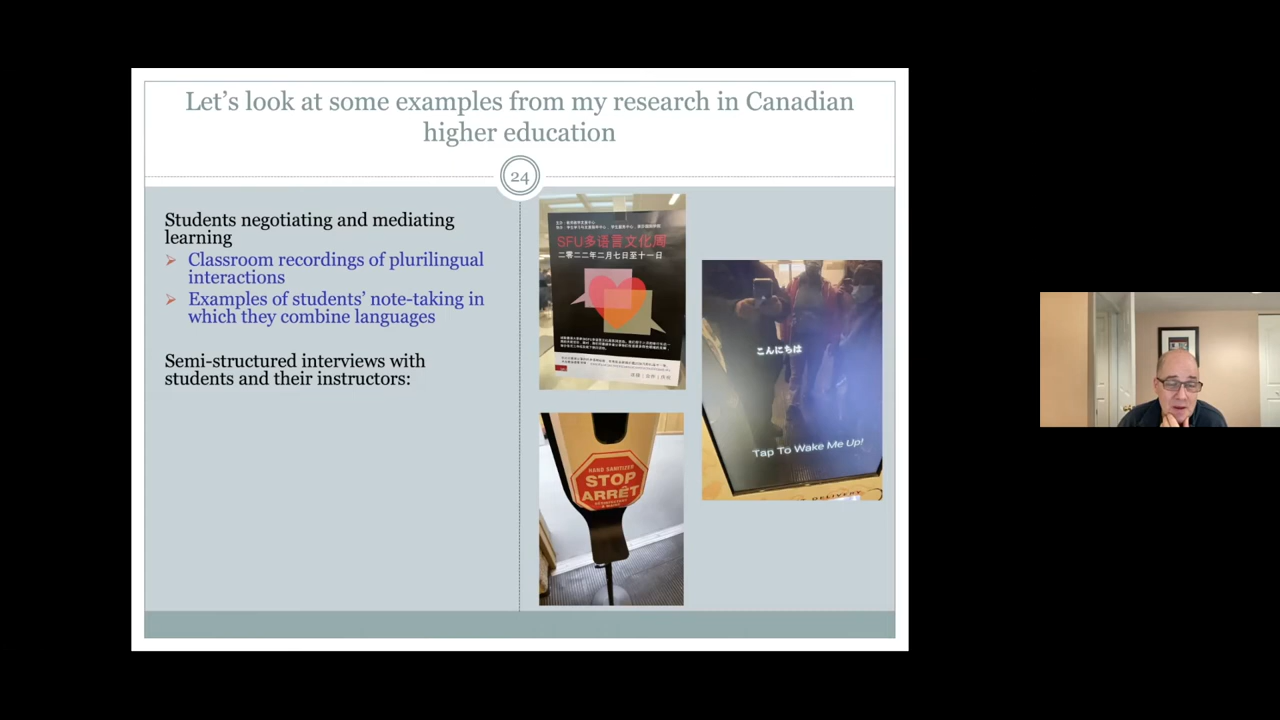 Let's look at some examples from my research in Canadian
higher education
24
Students negotiating and mediating
learning
Classroom recordings of plurilingual
interactions
Examples of students' note-taking in
which they combine languages
Semi-structured interviews with
students and their instructors:
SFU多语言文化周
二零二二年二月七日至十一日
こんにちは
Tap To Wake Me Up!
DELIVERY
HAND SANITIZER
STOP
ARRÊT